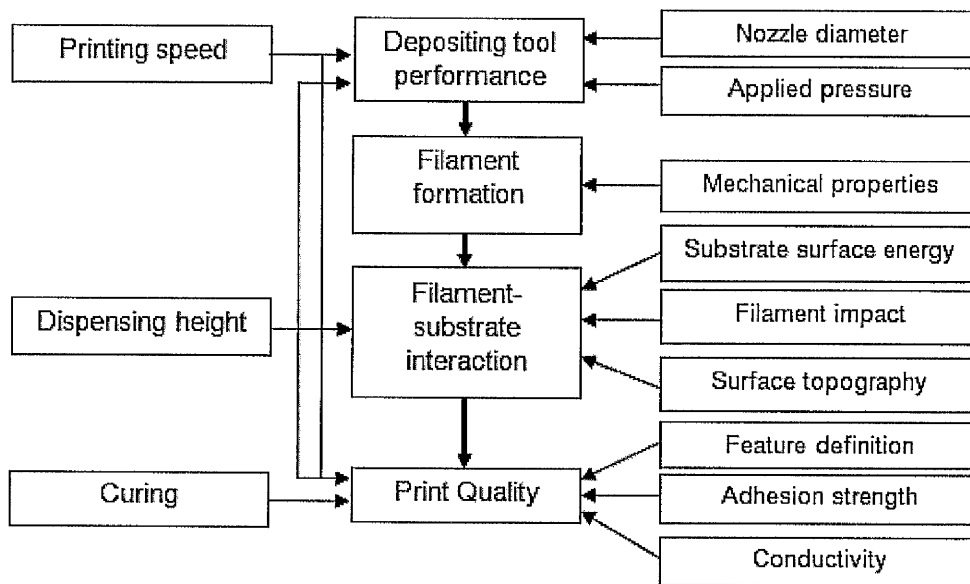 Printing speed
Depositing tool
performance
Nozzle diameter
Applied pressure
Filament
formation
Mechanical properties
Substrate surface energy
Dispensing height
Filament-
substrate
interaction
Filament impact
Surface topography
Feature definition
Curing
Print Quality
Adhesion strength
Conductivity